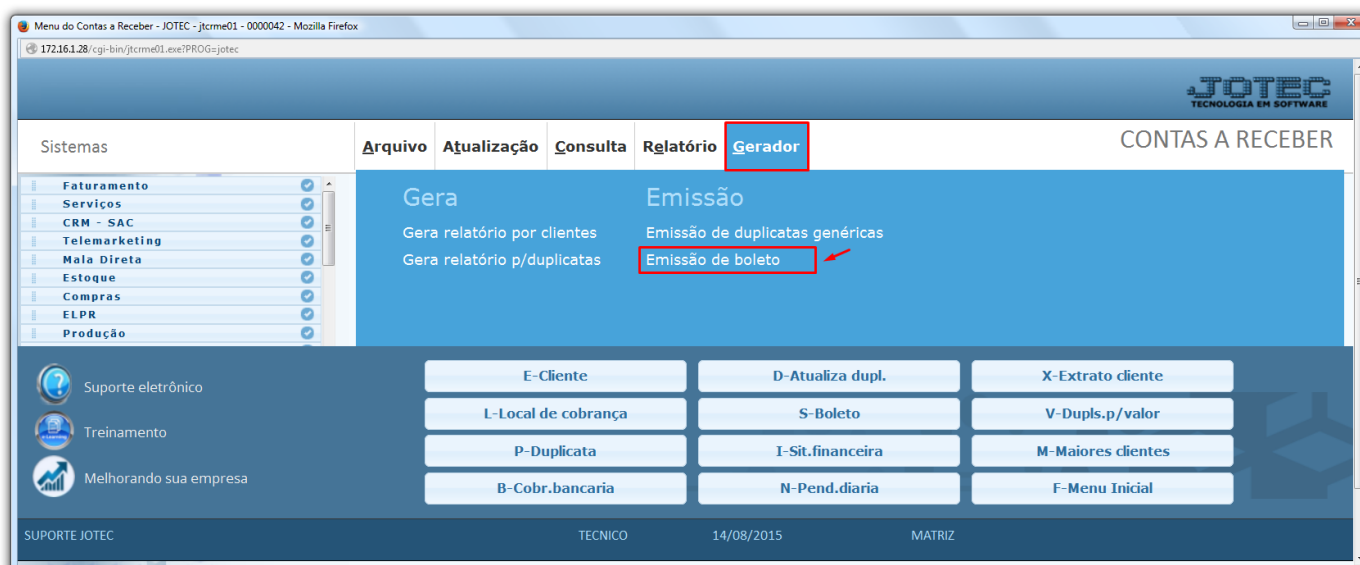 Menu do Contas a Receber - JOTEC - jtcrme01 - 0000042 - Mozilla Firefox
172.16.1.28/cgi-bin/jtcrme01.exe?PROG=jotec
JOTEC
TECNOLOGIA EM SOFTWARE
Sistemas
Arquivo Atualização Consulta Relatório Gerador
CONTAS A RECEBER
Faturamento
Serviços
CRM - SAC
Telemarketing
Mala Direta
Estoque
Compras
ELPR
Produção
Gera
Gera relatório por clientes
Gera relatório p/duplicatas
Emissão
Emissão de duplicatas genéricas
Emissão de boleto
Suporte eletrônico
Treinamento
Melhorando sua empresa
E-Cliente D-Atualiza dupl. X-Extrato cliente
L-Local de cobrança S-Boleto V-Dupls.p/valor
P-Duplicata I-Sit.financeira M-Maiores clientes
B-Cobr.bancaria N-Pend.diaria F-Menu Inicial
SUPORTE JOTEC TECNICO 14/08/2015 MATRIZ